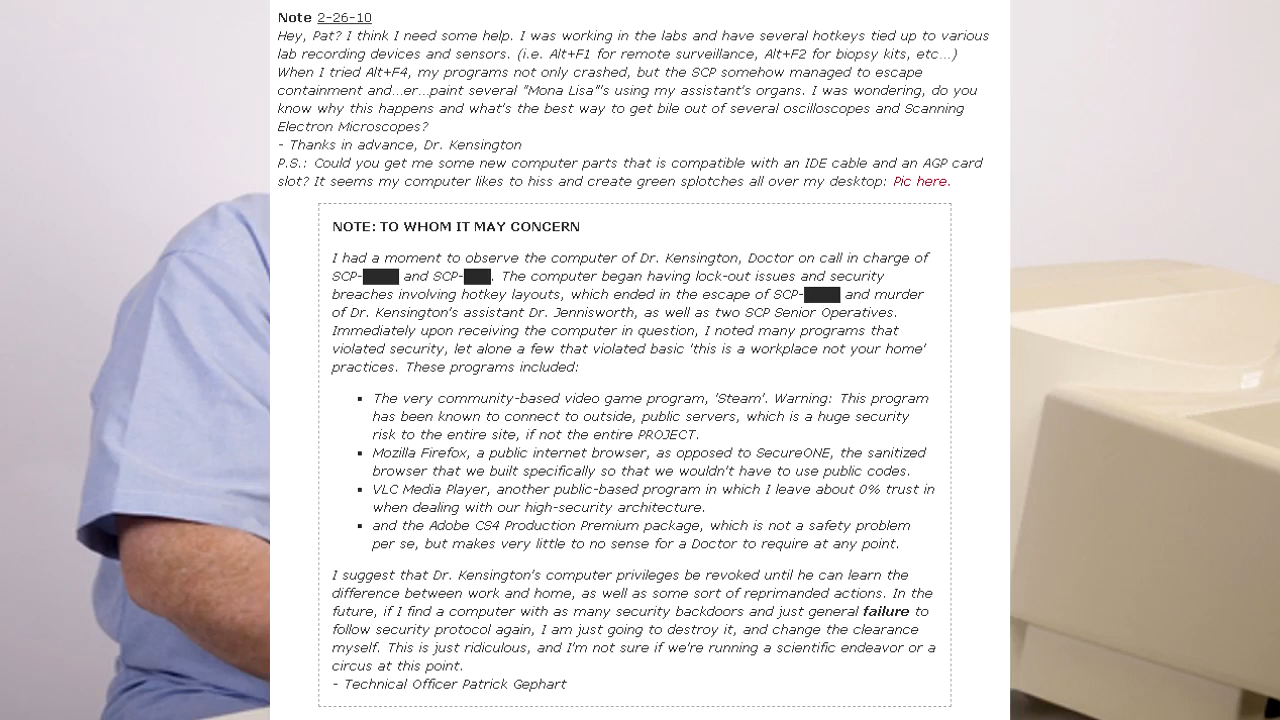 Note 2-26-10
Hey, Pat? I think I need some help. I was working in the labs and have several hotkeys tied up to various
lab recording devices and sensors. (i.e. Alt+F1 for remote surveillance, Alt+F2 for biopsy kits, etc...)
When I tried Alt+F4, my programs not only crashed, but the SCP somehow managed to escape
containment and...er...paint several "Mona Lisa"'s using my assistant's organs. I was wondering, do you
know why this happens and what's the best way to get bile out of several oscilloscopes and Scanning
Electron Microscopes?
- Thanks in advance, Dr. Kensington
P.S.: Could you get me some new computer parts that is compatible with an IDE cable and an AGP card
slot? It seems my computer likes to hiss and create green splotches all over my desktop: Pic here.
NOTE: TO WHOM IT MAY CONCERN
I had a moment to observe the computer of Dr. Kensington, Doctor on call in charge of
SCP-████ and SCP-███. The computer began having lock-out issues and security
breaches involving hotkey layouts, which ended in the escape of SCP-████ and murder
of Dr. Kensington's assistant Dr. Jennisworth, as well as two SCP Senior Operatives.
Immediately upon receiving the computer in question, I noted many programs that
violated security, let alone a few that violated basic 'this is a workplace not your home'
practices. These programs included:
▪ The very community-based video game program, 'Steam'. Warning: This program
has been known to connect to outside, public servers, which is a huge security
risk to the entire site, if not the entire PROJECT.
▪ Mozilla Firefox, a public internet browser, as opposed to SecureONE, the sanitized
browser that we built specifically so that we wouldn't have to use public codes.
▪ VLC Media Player, another public-based program in which I leave about 0% trust in
when dealing with our high-security architecture.
▪ and the Adobe CS4 Production Premium package, which is not a safety problem
per se, but makes very little to no sense for a Doctor to require at any point.
I suggest that Dr. Kensington's computer privileges be revoked until he can learn the
difference between work and home, as well as some sort of reprimanded actions. In the
future, if I find a computer with as many security backdoors and just general failure to
follow security protocol again, I am just going to destroy it, and change the clearance
myself. This is just ridiculous, and I'm not sure if we're running a scientific endeavor or a
circus at this point.
- Technical Officer Patrick Gephart